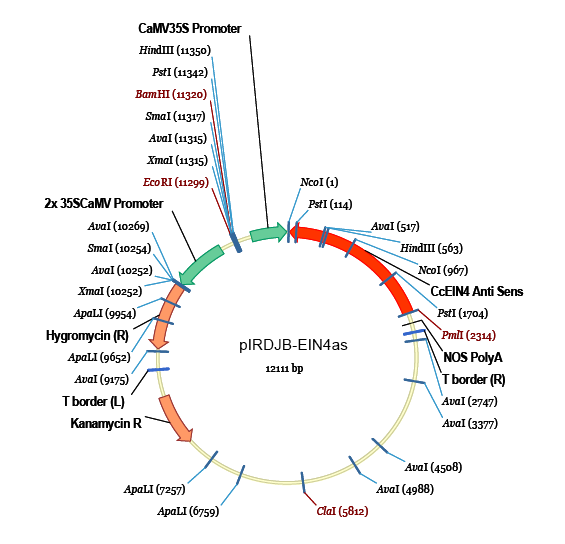 CaMV35S Promoter
HindIII (11350)
PstI (11342)
BamHI (11320)
SmaI (11317)
AvaI (11315)
XmaI (11315)
EcoRI (11299)
2x 35SCaMV Promoter
AvaI (10269)
SmaI (10254)
AvaI (10252)
XmaI (10252)
ApaLI (9954)
Hygromycin (R)
ApaLI (9652)
AvaI (9175)
T border (L)
Kanamycin R
ApaLI (7257)
ApaLI (6759)
NcoI (1)
PstI (114)
AvaI (517)
HindIII (563)
NcoI (967)
CcEIN4 Anti Sens
PstI (1704)
PmlI (2314)
NOS PolyA
T border (R)
AvaI (2747)
AvaI (3377)
AvaI (4508)
AvaI (4988)
ClaI (5812)
pIRDJB-EIN4as
12111 bp